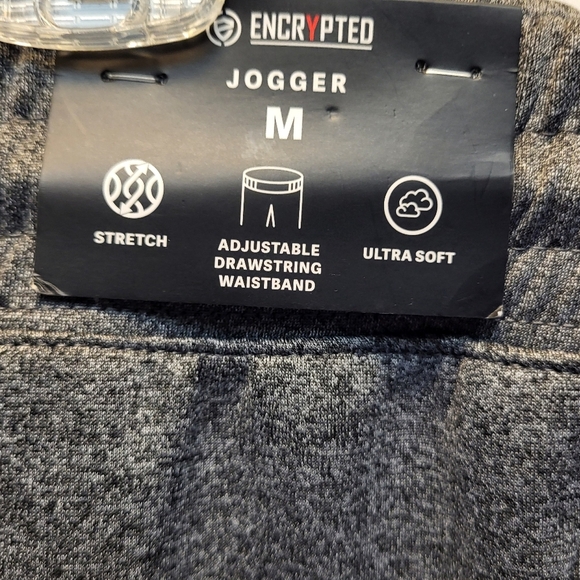 ENCRYPTED
JOGGER
M
STRETCH
ADJUSTABLE
DRAWSTRING
WAISTBAND
ULTRA SOFT